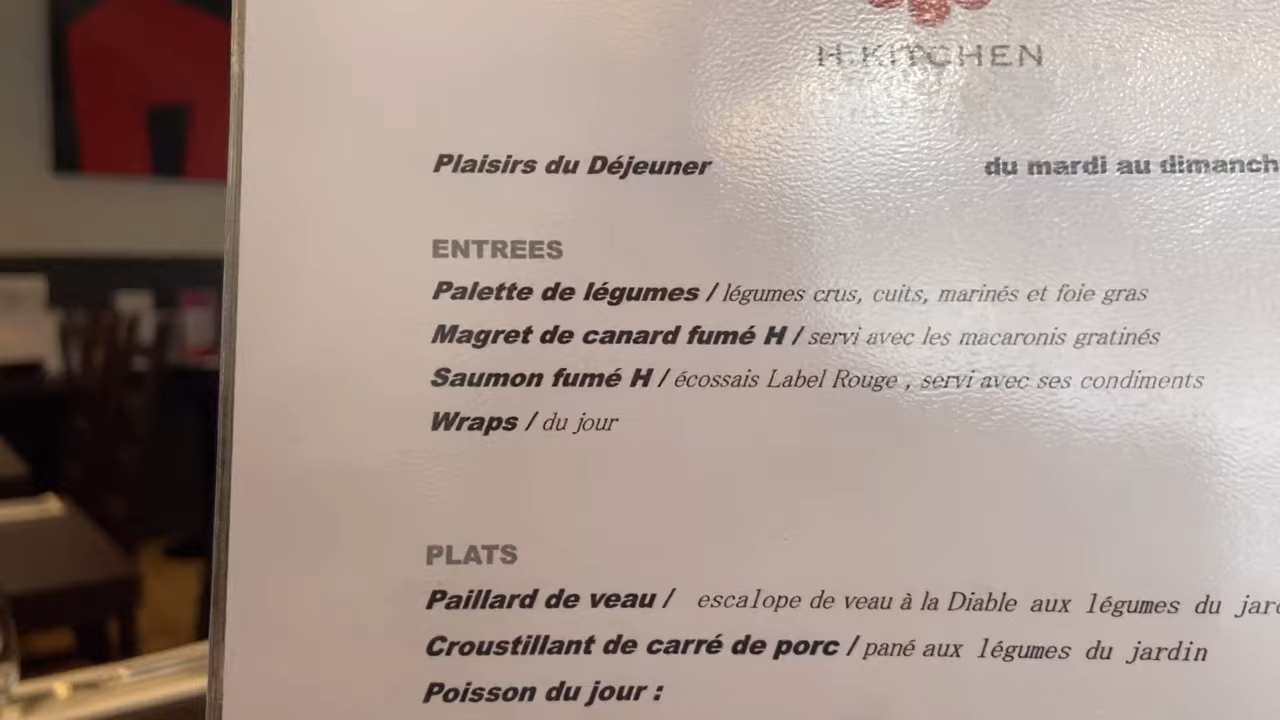 H.KITCHEN
Plaisirs du Déjeuner du mardi au
ENTREES
Palette de légumes / légumes crus, cuits, marinés et foie gras
Magret de canard fumé H / servi avec les macaronis gratinés
Saumon fumé H / écossais Label Rouge , servi avec ses condiments
Wraps / du jour
PLATS
Paillard de veau / escalope de veau à la Diable aux légumes du
Croustillant de carré de porc / pané aux légumes du jardin
Poisson du jour :